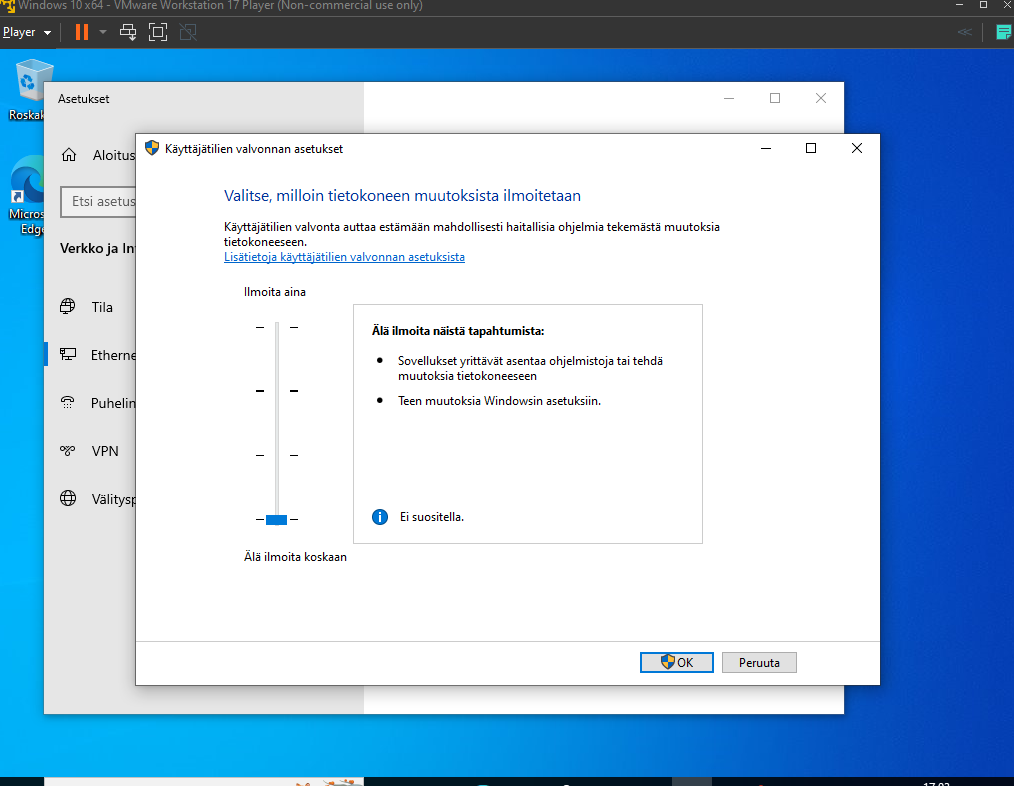 Windows 10 x64 - VMware Workstation 17 Player (Non-commercial use only)
Player
Roskak
Micros
Edge
Asetukset
Aloitus
Etsi asetus
Verkko ja In
Tila
Etherne
Puhelin
VPN
Välitysp
Käyttäjätilien valvonnan asetukset
Valitse, milloin tietokoneen muutoksista ilmoitetaan
Käyttäjätilien valvonta auttaa estämään mahdollisesti haitallisia ohjelmia tekemästä muutoksia
tietokoneeseen.
Lisätietoja käyttäjätilien valvonnan asetuksista
Ilmoita aina
Älä ilmoita näistä tapahtumista:
Sovellukset yrittävät asentaa ohjelmistoja tai tehdä
muutoksia tietokoneeseen
Teen muutoksia Windowsin asetuksiin.
Ei suositella.
Älä ilmoita koskaan
OK
Peruuta